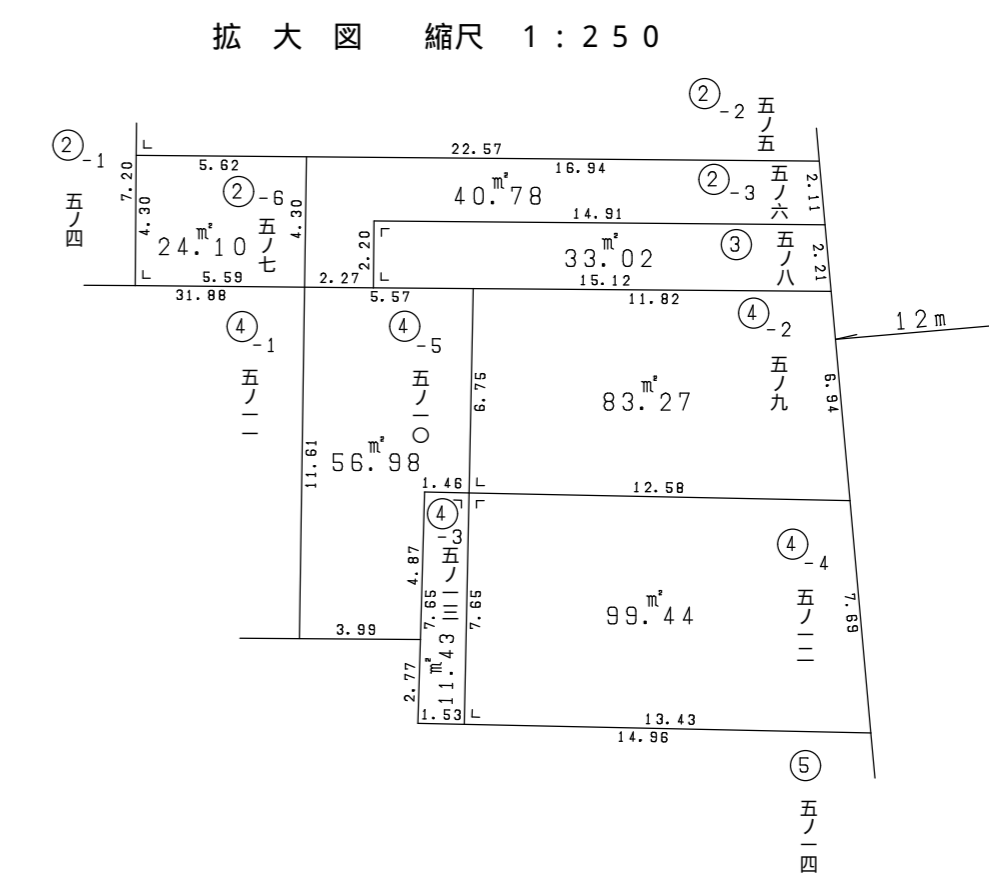 拡大図 縮尺 1:250
②-2 五ノ五
②-1 五ノ四
22.57
7.20
5.62
16.94
②-3 五ノ六
2.11
②-6 五ノ七
4.30
4.30
24.10㎡
40.78㎡
14.91
③ 五ノ八
2.20
33.02㎡
2.21
5.59
2.27
15.12
31.88
5.57
11.82
④-1 五ノ一一
④-5 五ノ一〇
④-2 五ノ九
12m
6.75
83.27㎡
6.94
11.61
56.98㎡
1.46
12.58
④-3 五ノ一三
④-4 五ノ一二
4.87
7.65
7.65
99.44㎡
7.69
3.99
11.43㎡
2.77
1.53
13.43
14.96
⑤ 五ノ一四